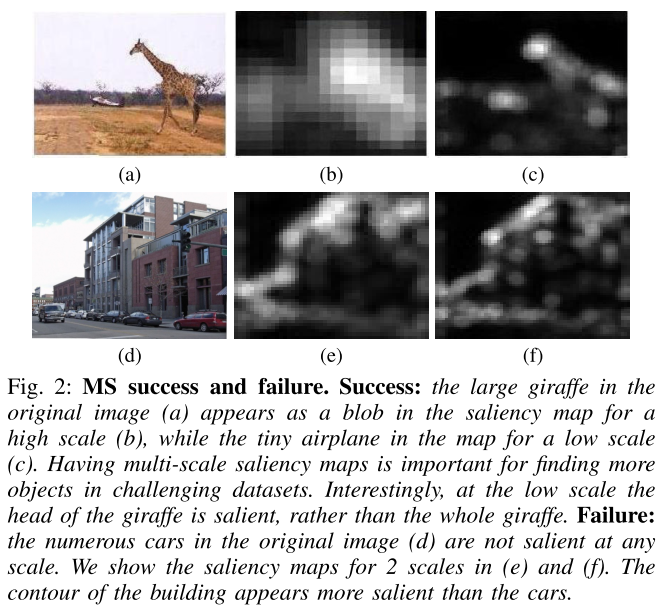 (a)
(b)
(c)
(d)
(e)
(f)
Fig. 2: MS success and failure. Success: the large giraffe in the
original image (a) appears as a blob in the saliency map for a
high scale (b), while the tiny airplane in the map for a low scale
(c). Having multi-scale saliency maps is important for finding more
objects in challenging datasets. Interestingly, at the low scale the
head of the giraffe is salient, rather than the whole giraffe. Failure:
the numerous cars in the original image (d) are not salient at any
scale. We show the saliency maps for 2 scales in (e) and (f). The
contour of the building appears more salient than the cars.